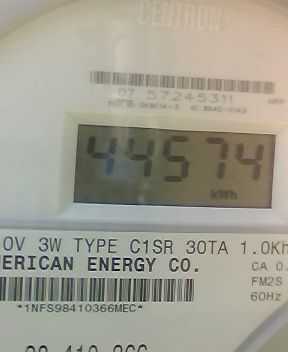 CENTRON®
07 57245311
44574
kWh
0V 3W TYPE C1SR 30TA 1.0Kh
ERICAN ENERGY CO.
CA 0.
FM2S
60Hz
*1NFS98410366MEC*